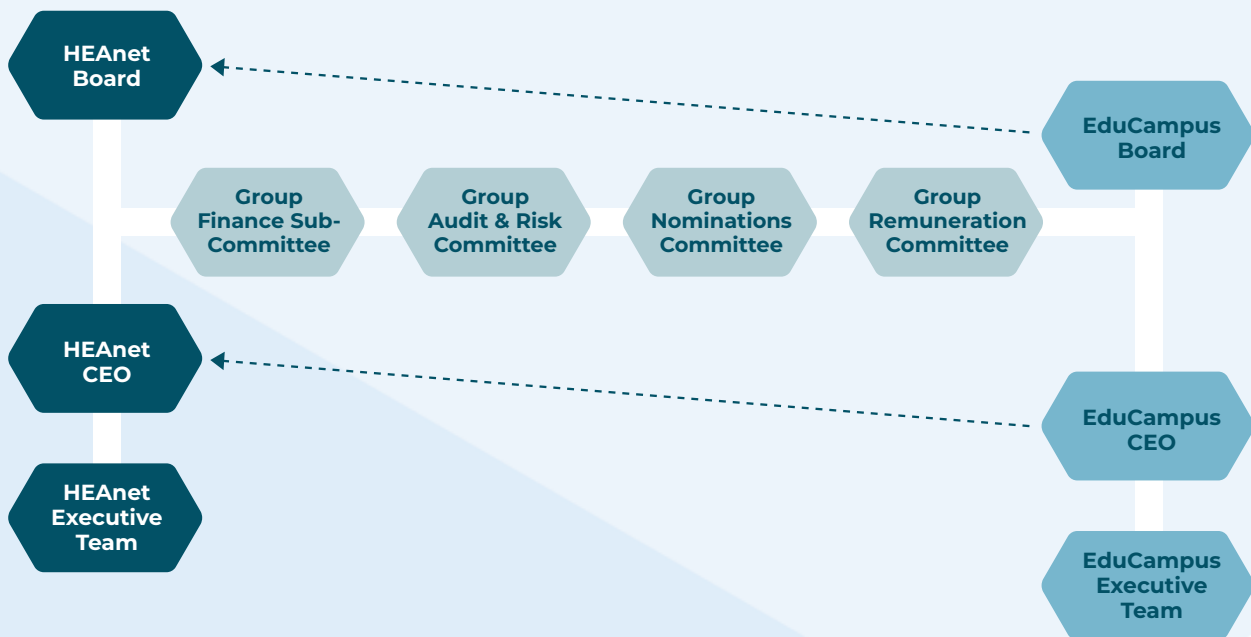 HEAnet
Board
EduCampus
Board
Group
Finance Sub-
Committee
Group
Audit & Risk
Committee
Group
Nominations
Committee
Group
Remuneration
Committee
HEAnet
CEO
EduCampus
CEO
HEAnet
Executive
Team
EduCampus
Executive
Team